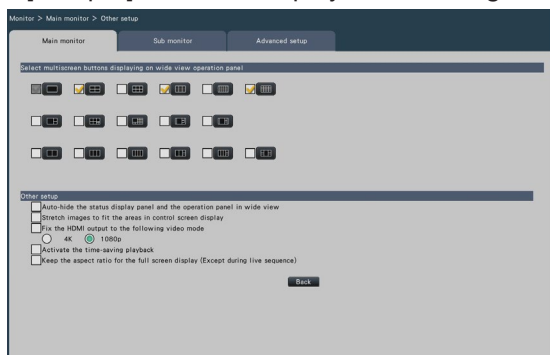 Monitor > Main monitor > Other setup
Main monitor Sub monitor Advanced setup
Select multiscreen buttons displaying on wide view operation panel
Other setup
Auto-hide the status display panel and the operation panel in wide view
Stretch images to fit the areas in control screen display
Fix the HDMI output to the following video mode
4K 1080p
Activate the time-saving playback
Keep the aspect ratio for the full screen display (Except during live sequence)
Back